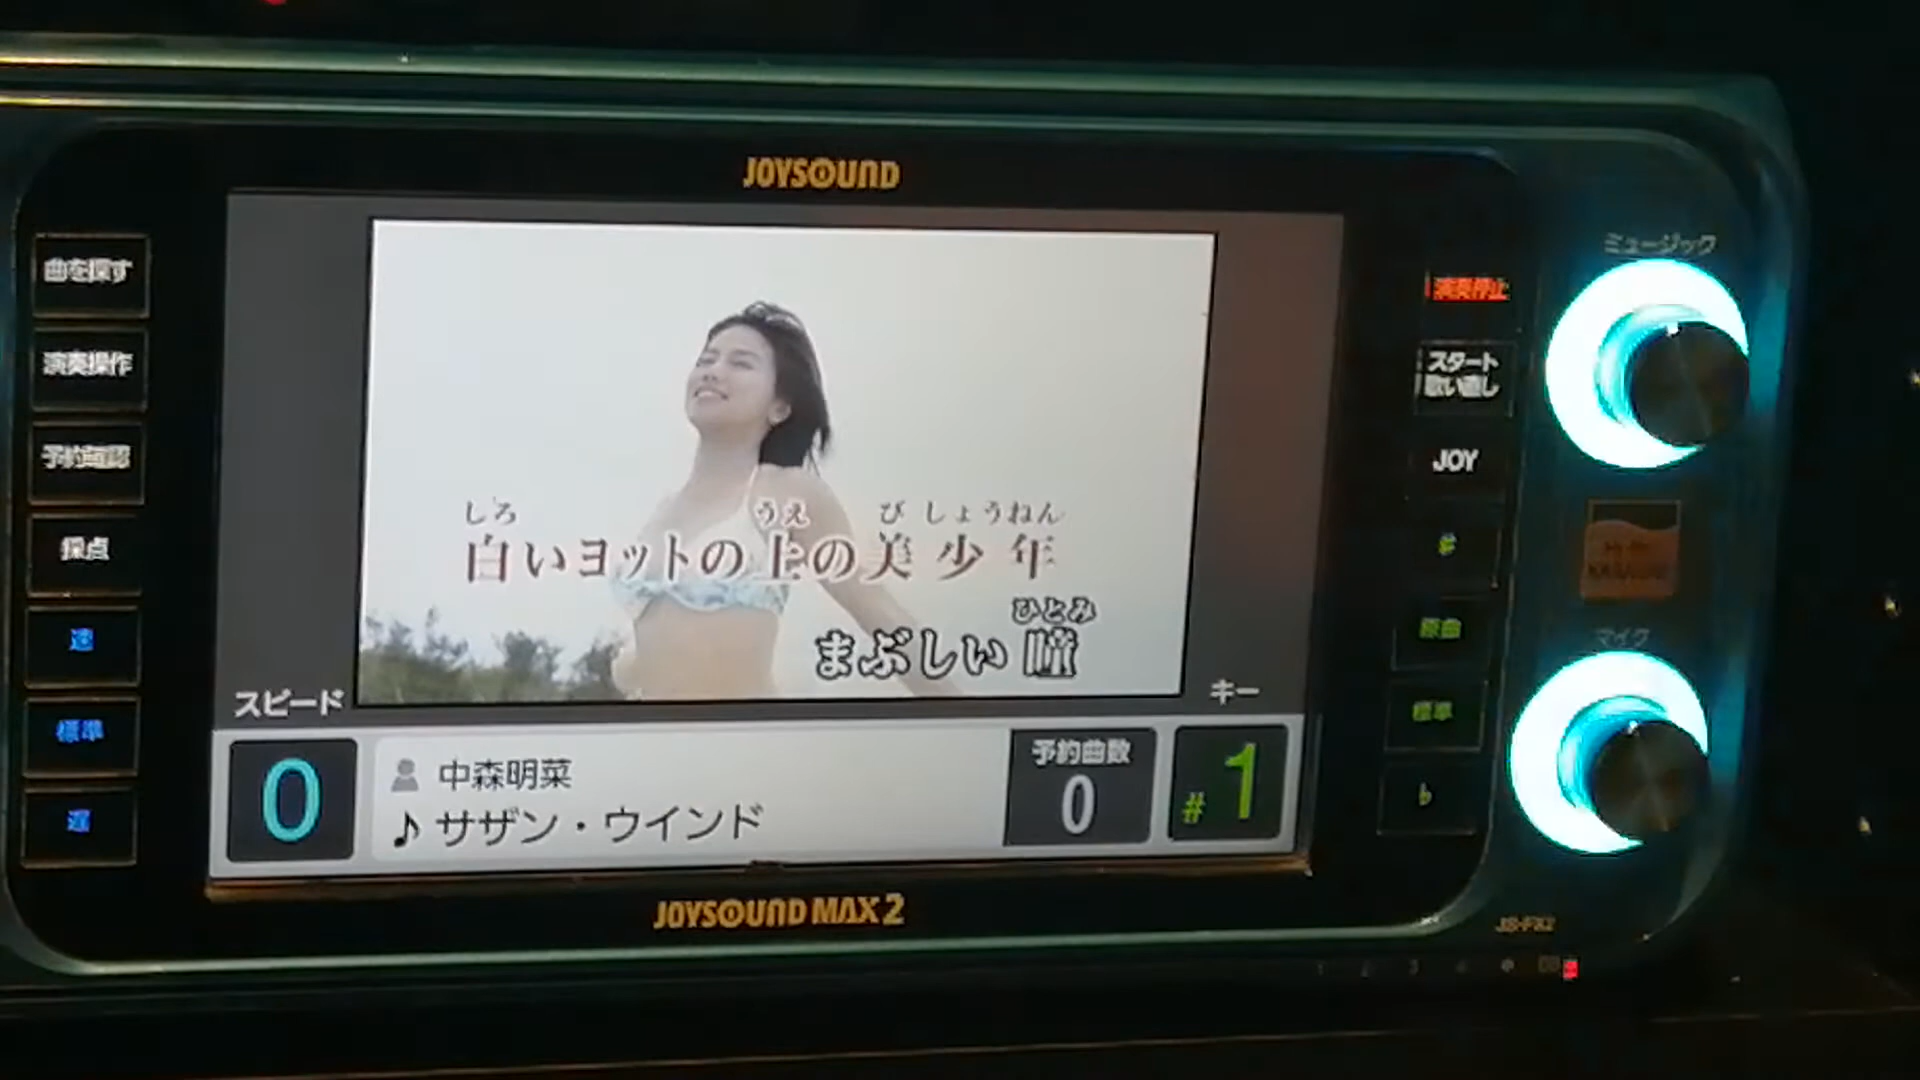 JOYSOUND
ミュージック
曲を探す
演奏停止
演奏操作
スタート
歌い直し
予約確認
JOY
しろ うえ びしょうねん
白いヨットの上の美少年
採点
♯
ひとみ
まぶしい瞳
速
原曲
マイク
スピード
キー
標準
標準
0
中森明菜
予約曲数
0
#1
♪サザン・ウインド
遅
♭
JOYSOUND MAX2
JS-FX2